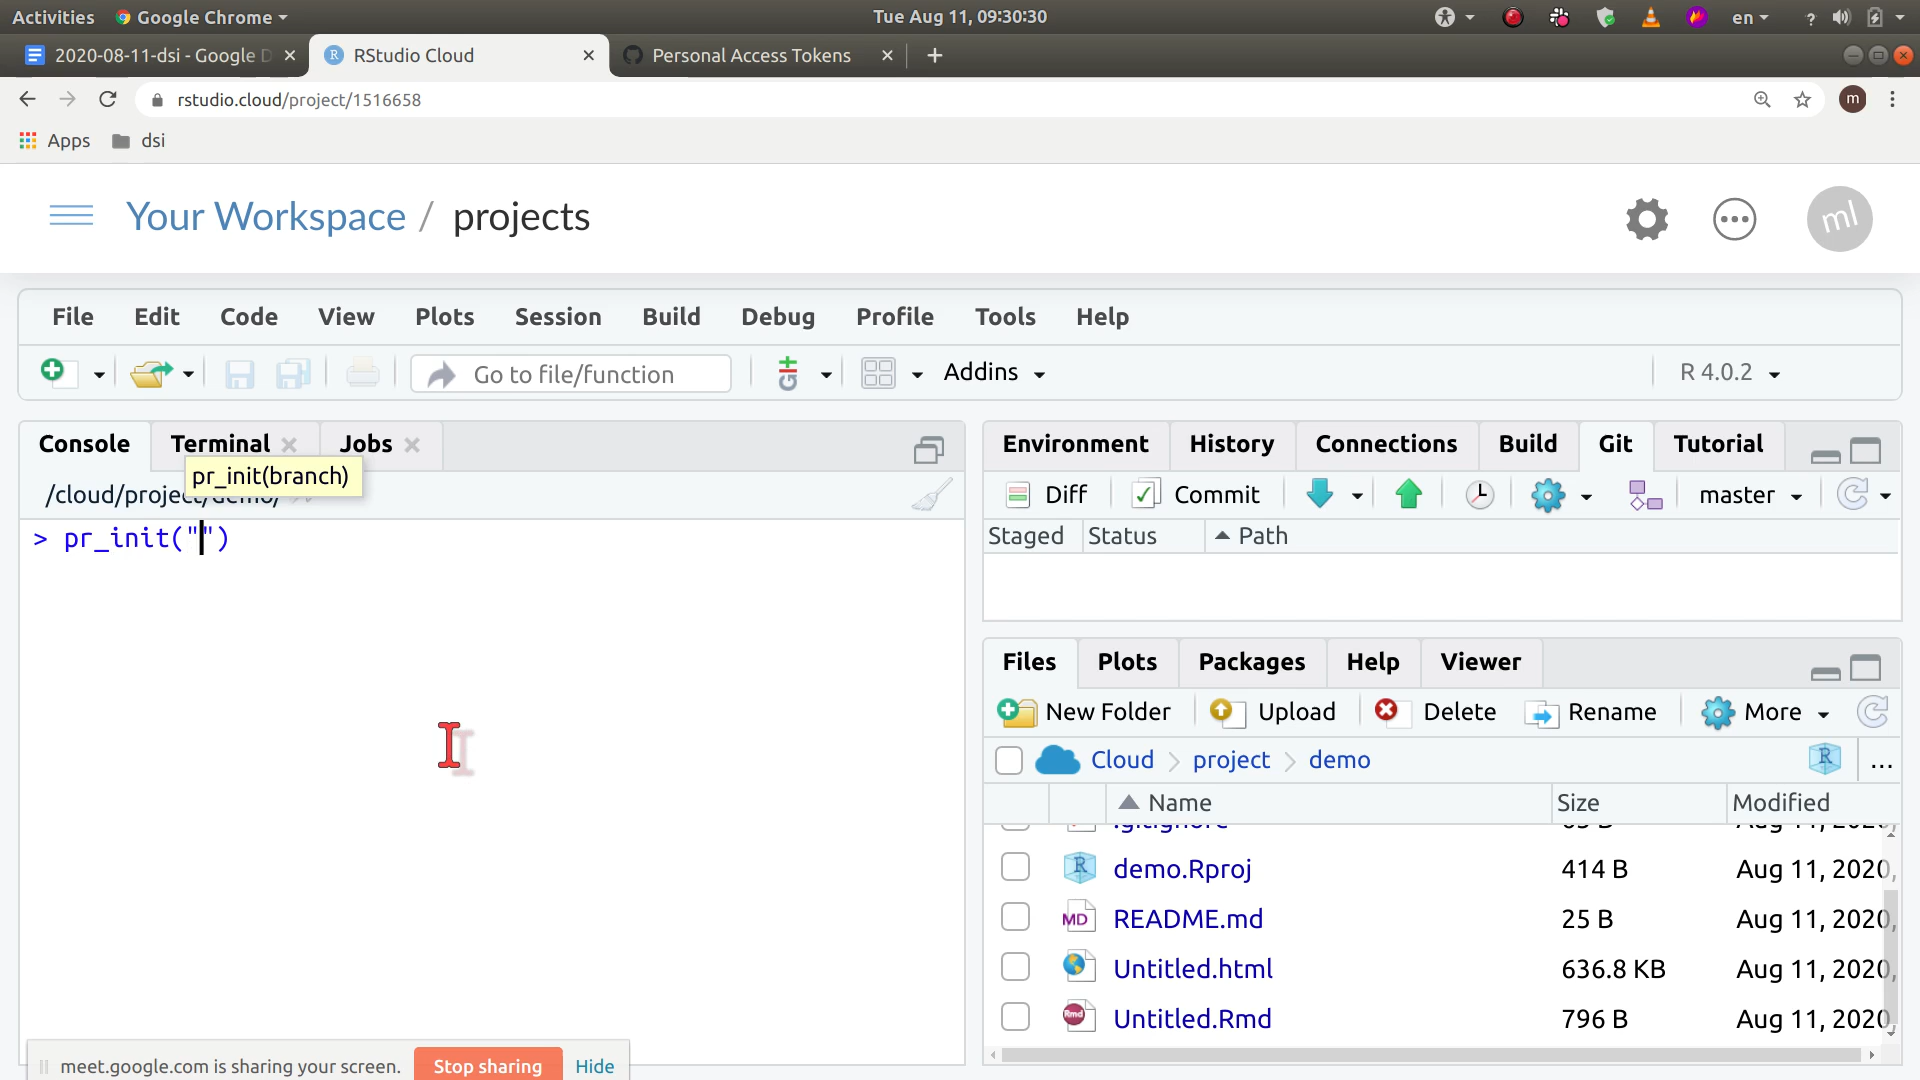 Activities Google Chrome Tue Aug 11, 09:30:30 en ?
2020-08-11-dsi - Google D RStudio Cloud Personal Access Tokens
rstudio.cloud/project/1516658 m
Apps dsi
Your Workspace / projects ml
File Edit Code View Plots Session Build Debug Profile Tools Help
Go to file/function Addins R 4.0.2
Console Terminal Jobs
pr_init(branch)
/cloud/project/demo/
> pr_init("")
Environment History Connections Build Git Tutorial
Diff Commit master
Staged Status Path
Files Plots Packages Help Viewer
New Folder Upload Delete Rename More
Cloud project demo R ...
Name Size Modified
.gitignore
demo.Rproj 414 B Aug 11, 2020,
MD README.md 25 B Aug 11, 2020,
Untitled.html 636.8 KB Aug 11, 2020,
Rmd Untitled.Rmd 796 B Aug 11, 2020,
meet.google.com is sharing your screen. Stop sharing Hide